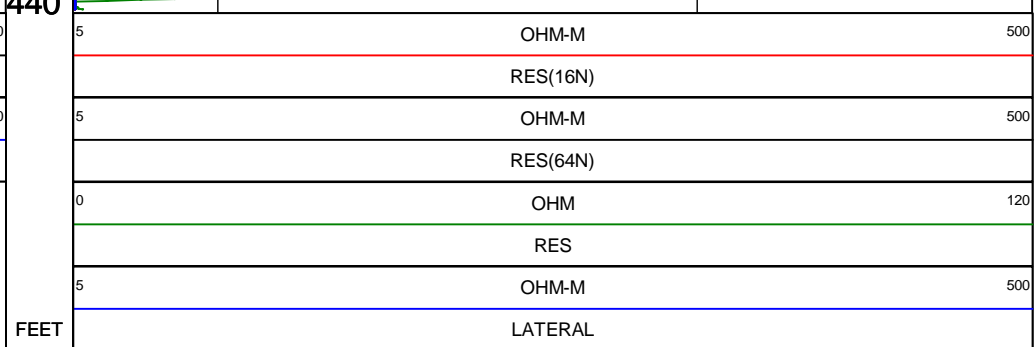 440
5 OHM-M 500
RES(16N)
5 OHM-M 500
RES(64N)
0 OHM 120
RES
5 OHM-M 500
FEET LATERAL